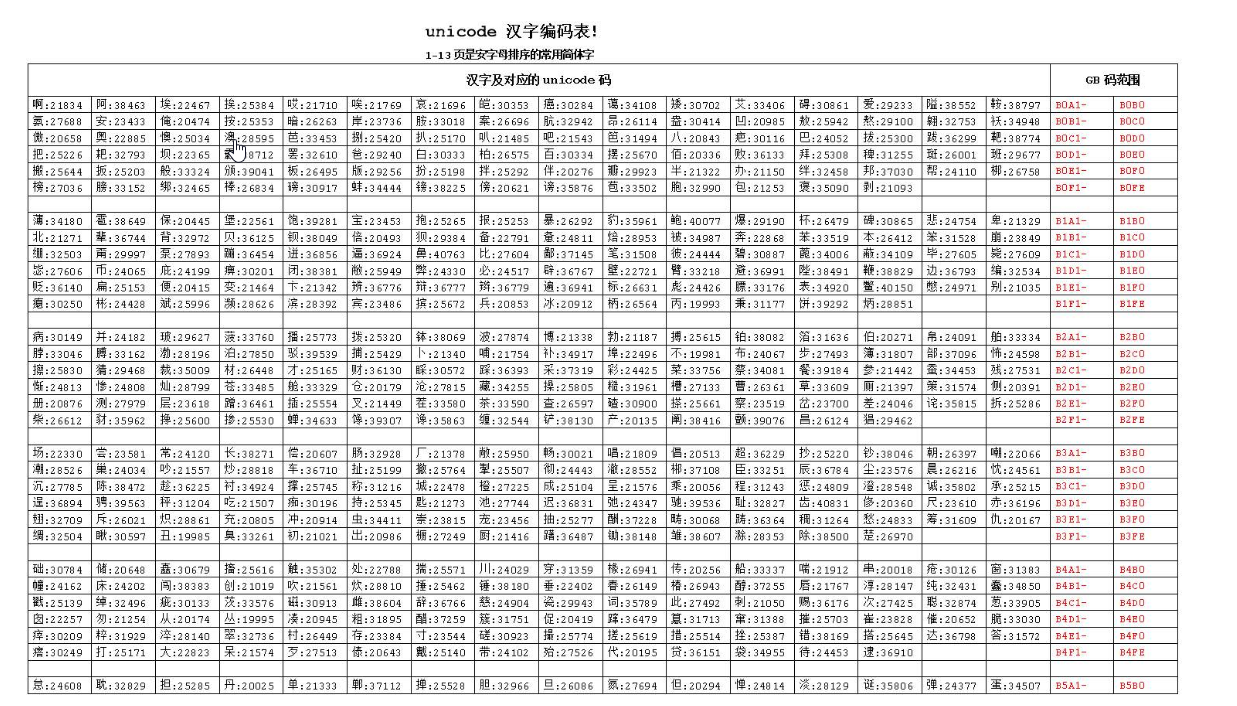 unicode 汉字编码表!
1-13 页是安字母排序的常用简体字
汉字及对应的 unicode 码 GB 码范围
啊:21834 阿:38463 埃:22467 挨:25384 哎:21710 唉:21769 哀:21696 皑:30353 癌:30284 蔼:34108 矮:30702 艾:33406 碍:30861 爱:29233 隘:38552 鞍:38797 B0A1- B0B0
氨:27688 安:23433 俺:20474 按:25353 暗:26263 岸:23736 胺:33018 案:26696 肮:32942 昂:26114 盎:30414 凹:20985 敖:25942 熬:29100 翱:32753 袄:34948 B0B1- B0C0
傲:20658 奥:22885 懊:25034 澳:28595 芭:33453 捌:25420 扒:25170 叭:21485 吧:21543 笆:31494 八:20843 疤:30116 巴:24052 拔:25300 跋:36299 靶:38774 B0C1- B0D0
把:25226 耙:32793 坝:22365 8712 罢:32610 爸:29240 白:30333 柏:26575 百:30334 摆:25670 佰:20336 败:36133 拜:25308 稗:31255 斑:26001 班:29677 B0D1- B0E0
搬:25644 扳:25203 般:33324 颁:39041 板:26495 版:29256 扮:25198 拌:25292 伴:20276 瓣:29923 半:21322 办:21150 绊:32458 邦:37030 帮:24110 梆:26758 B0E1- B0F0
榜:27036 膀:33152 绑:32465 棒:26834 磅:30917 蚌:34444 镑:38225 傍:20621 谤:35876 苞:33502 胞:32990 包:21253 褒:35090 剥:21093 B0F1- B0FE
薄:34180 雹:38649 保:20445 堡:22561 饱:39281 宝:23453 抱:25265 报:25253 暴:26292 豹:35961 鲍:40077 爆:29190 杯:26479 碑:30865 悲:24754 卑:21329 B1A1- B1B0
北:21271 辈:36744 背:32972 贝:36125 钡:38049 倍:20493 狈:29384 备:22791 惫:24811 焙:28953 被:34987 奔:22868 苯:33519 本:26412 笨:31528 崩:23849 B1B1- B1C0
绷:32503 甭:29997 泵:27893 蹦:36454 迸:36856 逼:36924 鼻:40763 比:27604 鄙:37145 笔:31508 彼:24444 碧:30887 蓖:34006 蔽:34109 毕:27605 毙:27609 B1C1- B1D0
毖:27606 币:24065 庇:24199 痹:30201 闭:38381 敝:25949 弊:24330 必:24517 辟:36767 壁:22721 臂:33218 避:36991 陛:38491 鞭:38829 边:36793 编:32534 B1D1- B1E0
贬:36140 扁:25153 便:20415 变:21464 卞:21342 辨:36776 辩:36777 辫:36779 遍:36941 标:26631 彪:24426 膘:33176 表:34920 鳖:40150 憋:24971 别:21035 B1E1- B1F0
瘪:30250 彬:24428 斌:25996 濒:28626 滨:28392 宾:23486 摈:25672 兵:20853 冰:20912 柄:26564 丙:19993 秉:31177 饼:39292 炳:28851 B1F1- B1FE
病:30149 并:24182 玻:29627 菠:33760 播:25773 拨:25320 钵:38069 波:27874 博:21338 勃:21187 搏:25615 铂:38082 箔:31636 伯:20271 帛:24091 舶:33334 B2A1- B2B0
脖:33046 膊:33162 渤:28196 泊:27850 驳:39539 捕:25429 卜:21340 哺:21754 补:34917 埠:22496 不:19981 布:24067 步:27493 簿:31807 部:37096 怖:24598 B2B1- B2C0
擦:25830 猜:29468 裁:35009 材:26448 才:25165 财:36130 睬:30572 踩:36393 采:37319 彩:24425 菜:33756 蔡:34081 餐:39184 参:21442 蚕:34453 残:27531 B2C1- B2D0
惭:24813 惨:24808 灿:28799 苍:33485 舱:33329 仓:20179 沧:27815 藏:34255 操:25805 糙:31961 槽:27133 曹:26361 草:33609 厕:21397 策:31574 侧:20391 B2D1- B2E0
册:20876 测:27979 层:23618 蹭:36461 插:25554 叉:21449 茬:33580 茶:33590 查:26597 碴:30900 搽:25661 察:23519 岔:23700 差:24046 诧:35815 拆:25286 B2E1- B2F0
柴:26612 豺:35962 搀:25600 掺:25530 蝉:34633 馋:39307 谗:35863 缠:32544 铲:38130 产:20135 阐:38416 颤:39076 昌:26124 猖:29462 B2F1- B2FE
场:22330 尝:23581 常:24120 长:38271 偿:20607 肠:32928 厂:21378 敞:25950 畅:30021 唱:21809 倡:20513 超:36229 抄:25220 钞:38046 朝:26397 嘲:22066 B3A1- B3B0
潮:28526 巢:24034 吵:21557 炒:28818 车:36710 扯:25199 撤:25764 掣:25507 彻:24443 澈:28552 郴:37108 臣:33251 辰:36784 尘:23576 晨:26216 忱:24561 B3B1- B3C0
沉:27785 陈:38472 趁:36225 衬:34924 撑:25745 称:31216 城:22478 橙:27225 成:25104 呈:21576 乘:20056 程:31243 惩:24809 澄:28548 诚:35802 承:25215 B3C1- B3D0
逞:36894 骋:39563 秤:31204 吃:21507 痴:30196 持:25345 匙:21273 池:27744 迟:36831 弛:24347 驰:39536 耻:32827 齿:40831 侈:20360 尺:23610 赤:36196 B3D1- B3E0
翅:32709 斥:26021 炽:28861 充:20805 冲:20914 虫:34411 崇:23815 宠:23456 抽:25277 酬:37228 畴:30068 踌:36364 稠:31264 愁:24833 筹:31609 仇:20167 B3E1- B3F0
绸:32504 瞅:30597 丑:19985 臭:33261 初:21021 出:20986 橱:27249 厨:21416 躇:36487 锄:38148 雏:38607 滁:28353 除:38500 楚:26970 B3F1- B3FE
础:30784 储:20648 矗:30679 搐:25616 触:35302 处:22788 揣:25571 川:24029 穿:31359 椽:26941 传:20256 船:33337 喘:21912 串:20018 疮:30126 窗:31383 B4A1- B4B0
幢:24162 床:24202 闯:38383 创:21019 吹:21561 炊:28810 捶:25462 锤:38180 垂:22402 春:26149 椿:26943 醇:37255 唇:21767 淳:28147 纯:32431 蠢:34850 B4B1- B4C0
戳:25139 绰:32496 疵:30133 茨:33576 磁:30913 雌:38604 辞:36766 慈:24904 瓷:29943 词:35789 此:27492 刺:21050 赐:36176 次:27425 聪:32874 葱:33905 B4C1- B4D0
囱:22257 匆:21254 从:20174 丛:19995 凑:20945 粗:31895 醋:37259 簇:31751 促:20419 蹿:36479 篡:31713 窜:31388 摧:25703 崔:23828 催:20652 脆:33030 B4D1- B4E0
瘁:30209 粹:31929 淬:28140 翠:32736 村:26449 存:23384 寸:23544 磋:30923 撮:25774 搓:25619 措:25514 挫:25387 错:38169 搭:25645 达:36798 答:31572 B4E1- B4F0
瘩:30249 打:25171 大:22823 呆:21574 歹:27513 傣:20643 戴:25140 带:24102 殆:27526 代:20195 贷:36151 袋:34955 待:24453 逮:36910 B4F1- B4FE
怠:24608 耽:32829 担:25285 丹:20025 单:21333 郸:37112 掸:25528 胆:32966 旦:26086 氮:27694 但:20294 惮:24814 淡:28129 诞:35806 弹:24377 蛋:34507 B5A1- B5B0